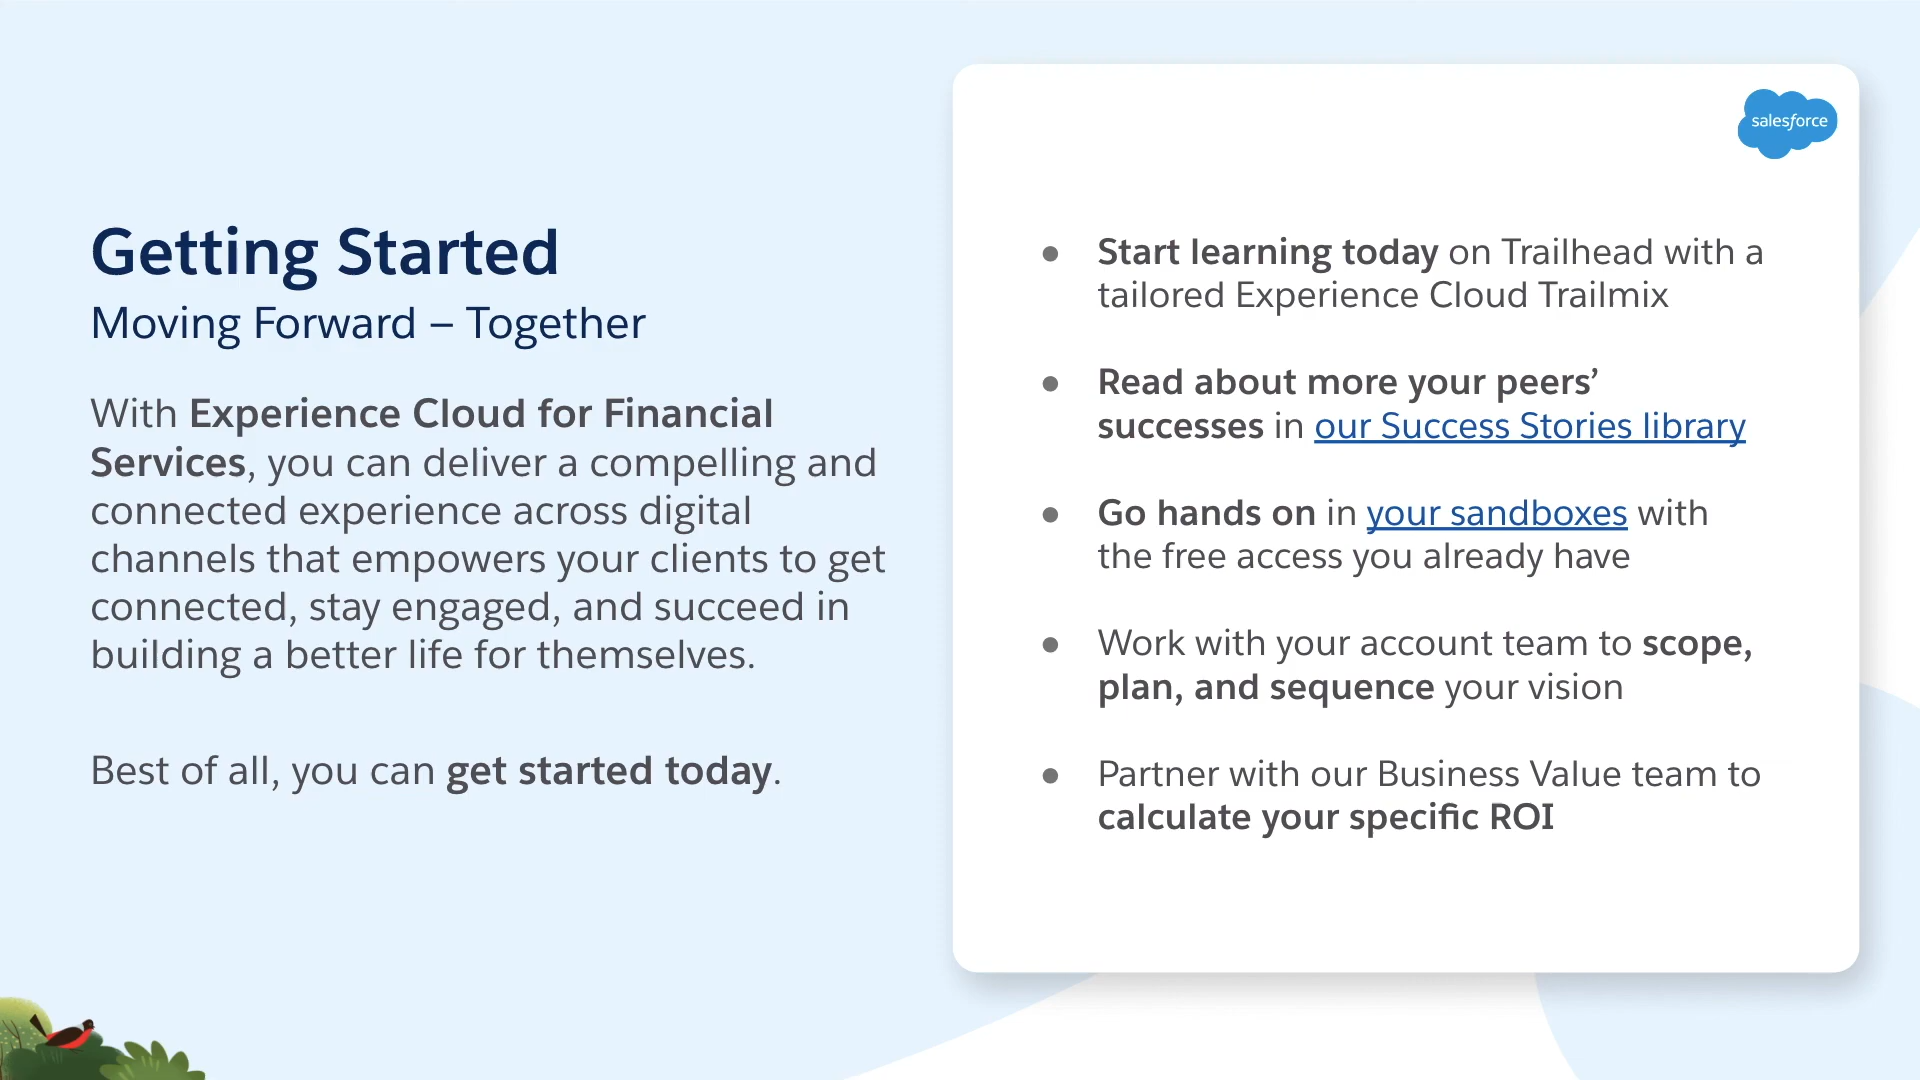 Getting Started
Moving Forward – Together
With Experience Cloud for Financial
Services, you can deliver a compelling and
connected experience across digital
channels that empowers your clients to get
connected, stay engaged, and succeed in
building a better life for themselves.
Best of all, you can get started today.
salesforce
● Start learning today on Trailhead with a
tailored Experience Cloud Trailmix
● Read about more your peers’
successes in our Success Stories library
● Go hands on in your sandboxes with
the free access you already have
● Work with your account team to scope,
plan, and sequence your vision
● Partner with our Business Value team to
calculate your specific ROI